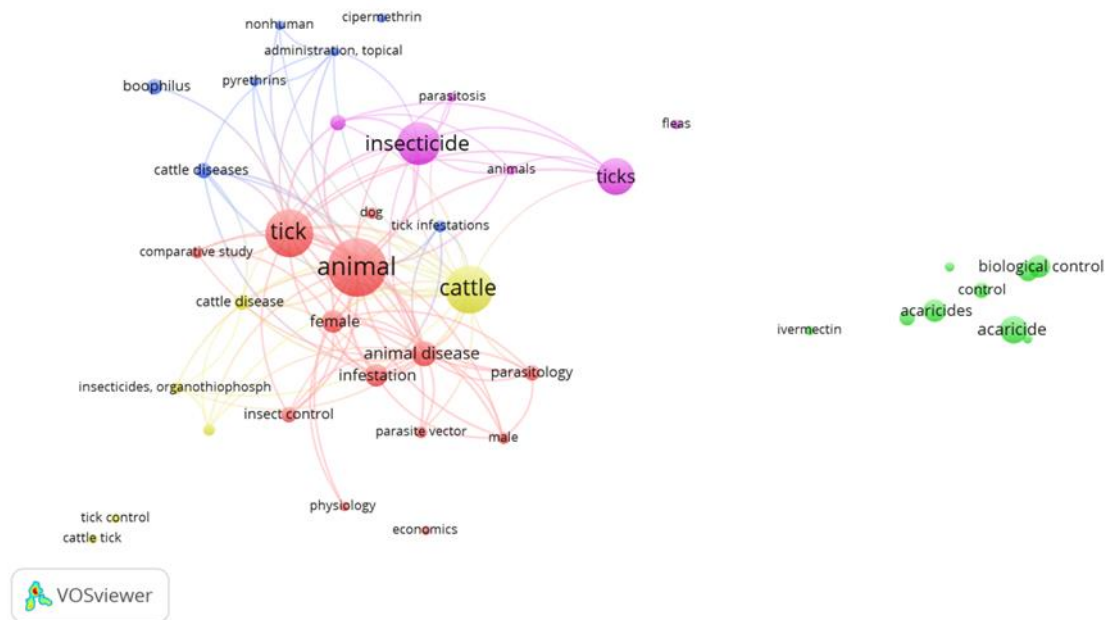 nonhuman
cipermethrin
administration, topical
boophilus
pyrethrins
parasitosis
insecticide
fleas
cattle diseases
animals
ticks
dog
tick
tick infestations
comparative study
animal
biological control
cattle
control
cattle disease
acaricides
female
ivermectin
acaricide
animal disease
infestation
parasitology
insecticides, organothiophosph
insect control
parasite vector
male
physiology
tick control
economics
cattle tick
VOSviewer